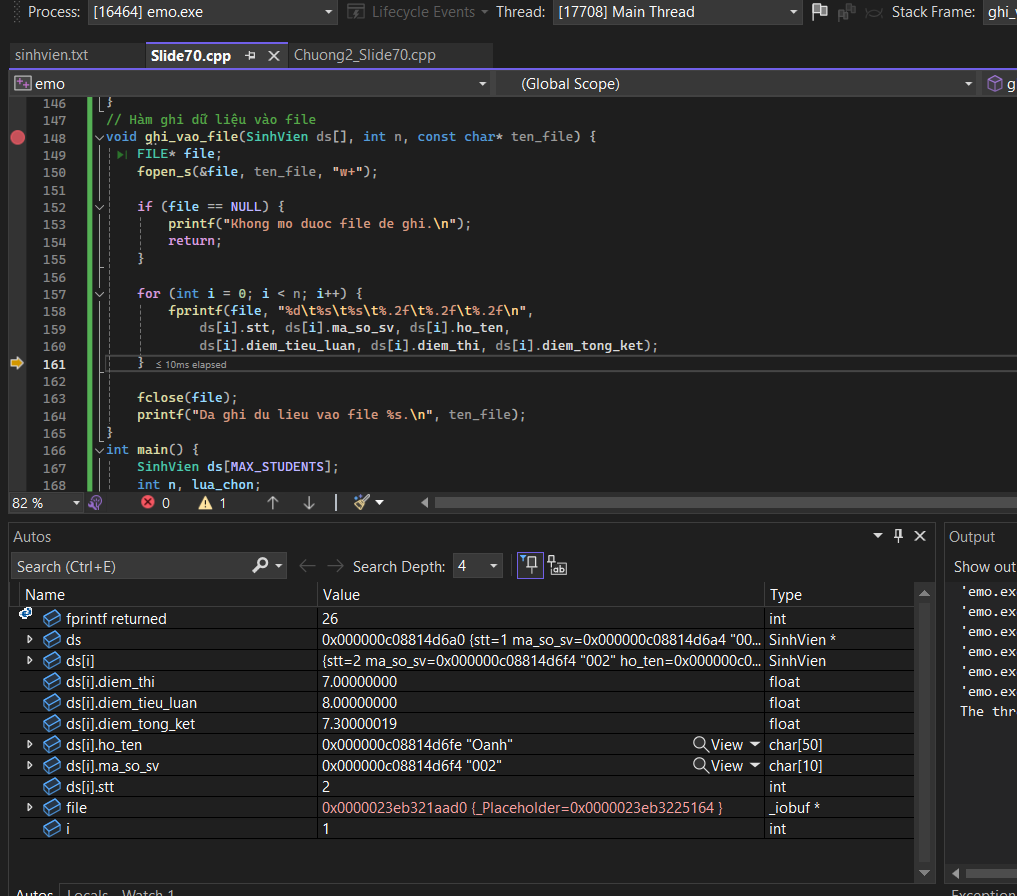 Process: [16464] emo.exe Lifecycle Events Thread: [17708] Main Thread Stack Frame: ghi_v
sinhvien.txt Slide70.cpp Chuong2_Slide70.cpp
emo (Global Scope) g
146 }
147 // Hàm ghi dữ liệu vào file
148 void ghi_vao_file(SinhVien ds[], int n, const char* ten_file) {
149 FILE* file;
150 fopen_s(&file, ten_file, "w+");
151
152 if (file == NULL) {
153 printf("Khong mo duoc file de ghi.\n");
154 return;
155 }
156
157 for (int i = 0; i < n; i++) {
158 fprintf(file, "%d\t%s\t%s\t%.2f\t%.2f\t%.2f\n",
159 ds[i].stt, ds[i].ma_so_sv, ds[i].ho_ten,
160 ds[i].diem_tieu_luan, ds[i].diem_thi, ds[i].diem_tong_ket);
161 } ≤ 10ms elapsed
162
163 fclose(file);
164 printf("Da ghi du lieu vao file %s.\n", ten_file);
165 }
166 int main() {
167 SinhVien ds[MAX_STUDENTS];
168 int n, lua_chon;
82 % 0 1
Autos Output
Search (Ctrl+E) Search Depth: 4 Show out
Name Value Type
fprintf returned 26 int
ds 0x000000c08814d6a0 {stt=1 ma_so_sv=0x000000c08814d6a4 "00... SinhVien *
ds[i] {stt=2 ma_so_sv=0x000000c08814d6f4 "002" ho_ten=0x000000c0... SinhVien
ds[i].diem_thi 7.00000000 float
ds[i].diem_tieu_luan 8.00000000 float
ds[i].diem_tong_ket 7.30000019 float
ds[i].ho_ten 0x000000c08814d6fe "Oanh" View char[50]
ds[i].ma_so_sv 0x000000c08814d6f4 "002" View char[10]
ds[i].stt 2 int
file 0x0000023eb321aad0 {_Placeholder=0x0000023eb3225164 } _iobuf *
i 1 int
'emo.ex
'emo.ex
'emo.ex
'emo.ex
'emo.ex
'emo.ex
The thr
Autos Locals Watch 1 Exception